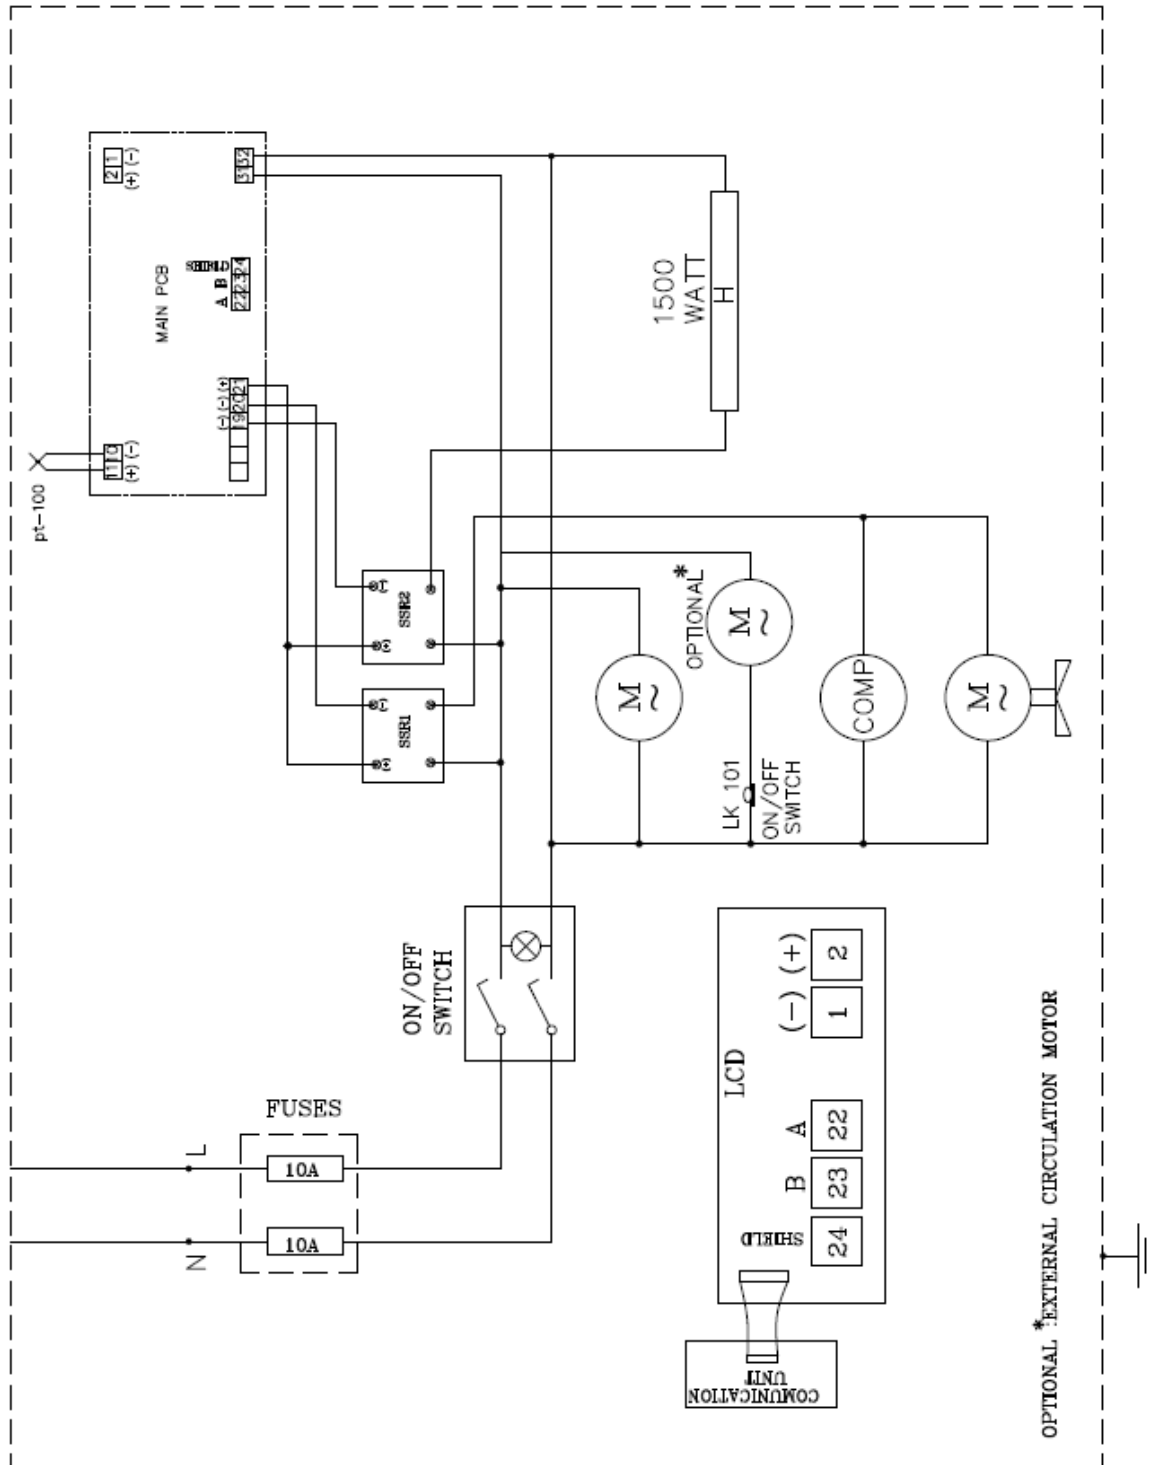 pt-100
11 10
(+) (-)
2 1
(+) (-)
MAIN PCB
(-) (-) (+)
19 20 21
A B SHIELD
22 23 24
31 32
SSR1
(+) (-)
SSR2
(+) (-)
1500
WATT
H
M
~
OPTIONAL *
M
~
COMP
M
~
LK 101
ON/OFF
SWITCH
ON/OFF
SWITCH
FUSES
L
10A
N
10A
LCD
SHIELD B A (-) (+)
24 23 22 1 2
COMUNICATION
UNIT
OPTIONAL *:EXTERNAL CIRCULATION MOTOR